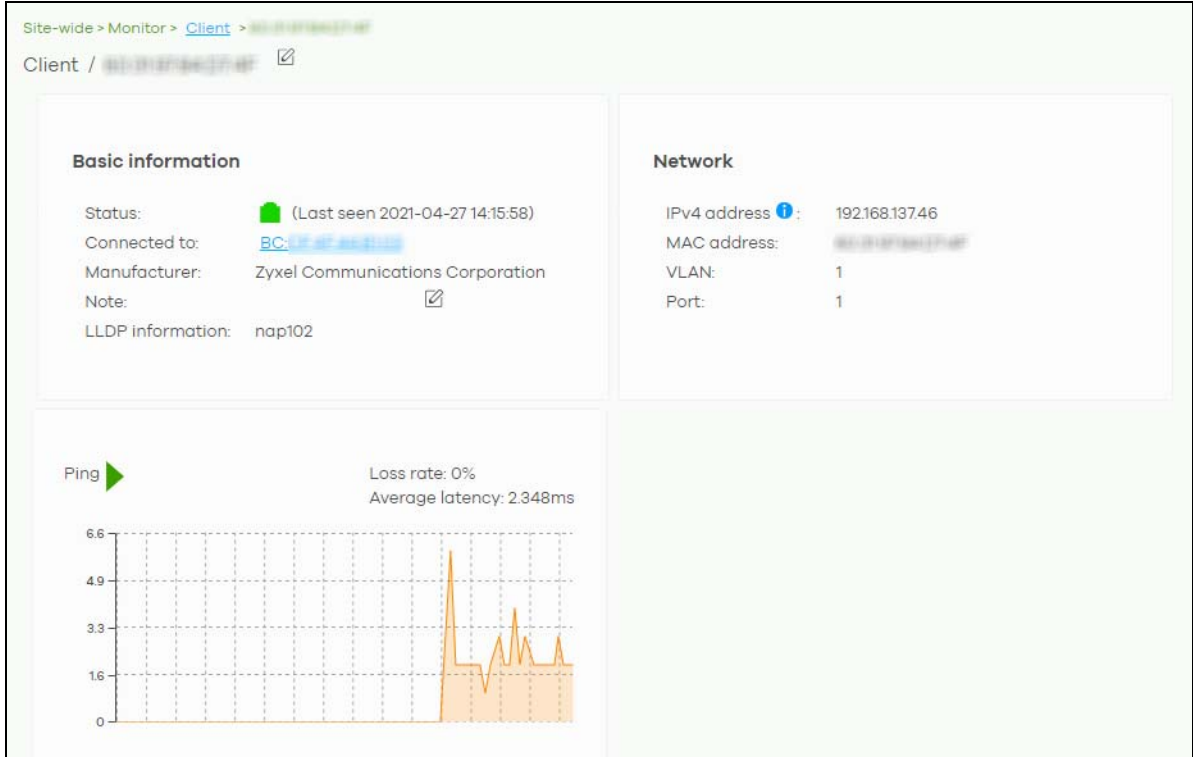 Site-wide > Monitor > Client >
Client /
Basic information
Status: (Last seen 2021-04-27 14:15:58)
Connected to: BC:
Manufacturer: Zyxel Communications Corporation
Note:
LLDP information: nap102
Network
IPv4 address i : 192.168.137.46
MAC address:
VLAN: 1
Port: 1
Ping
Loss rate: 0%
Average latency: 2.348ms
6.6
4.9
3.3
1.6
0